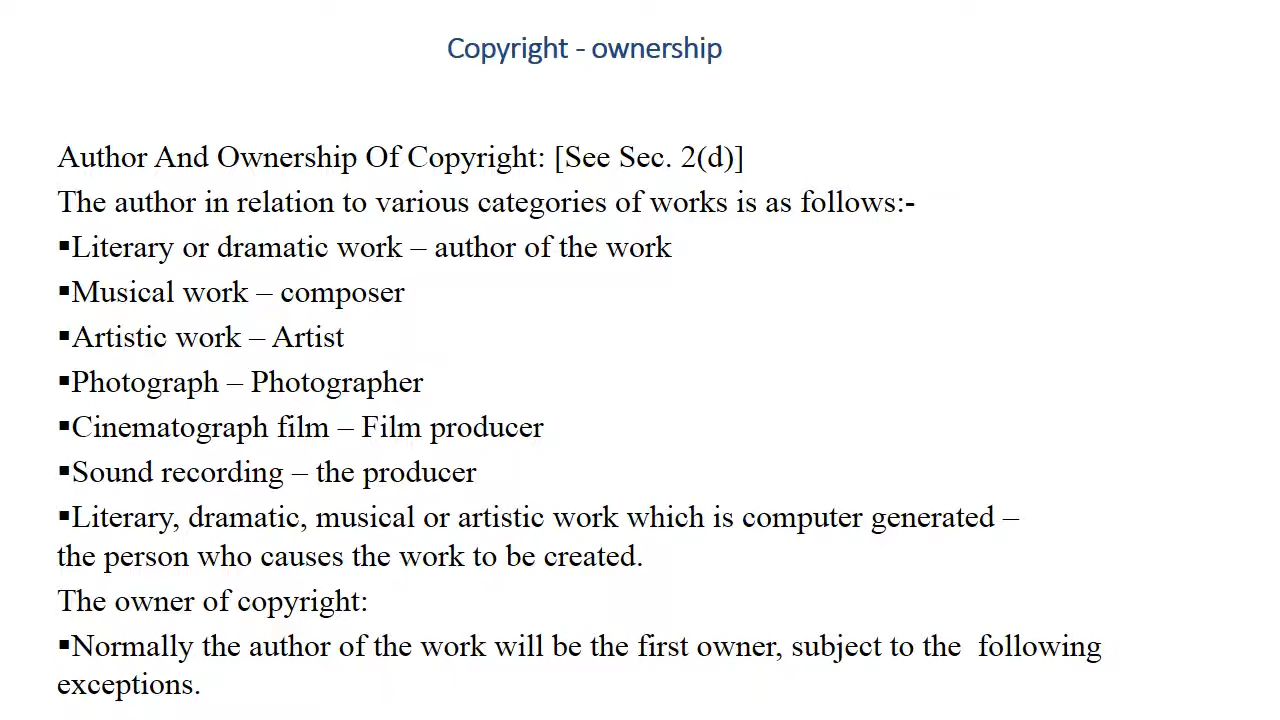 Copyright - ownership
Author And Ownership Of Copyright: [See Sec. 2(d)]
The author in relation to various categories of works is as follows:-
▪Literary or dramatic work – author of the work
▪Musical work – composer
▪Artistic work – Artist
▪Photograph – Photographer
▪Cinematograph film – Film producer
▪Sound recording – the producer
▪Literary, dramatic, musical or artistic work which is computer generated –
the person who causes the work to be created.
The owner of copyright:
▪Normally the author of the work will be the first owner, subject to the  following
exceptions.